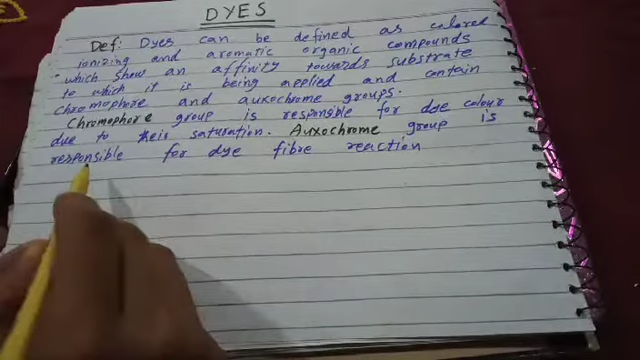 DYES
Def: Dyes can be defined as colored
ionizing and aromatic organic compounds
which show an affinity towards substrate
to which it is being applied and contain
chromophore and auxochrome groups.
Chromophore group is responsible for dye colour
due to their saturation. Auxochrome group is
responsible for dye fibre reaction